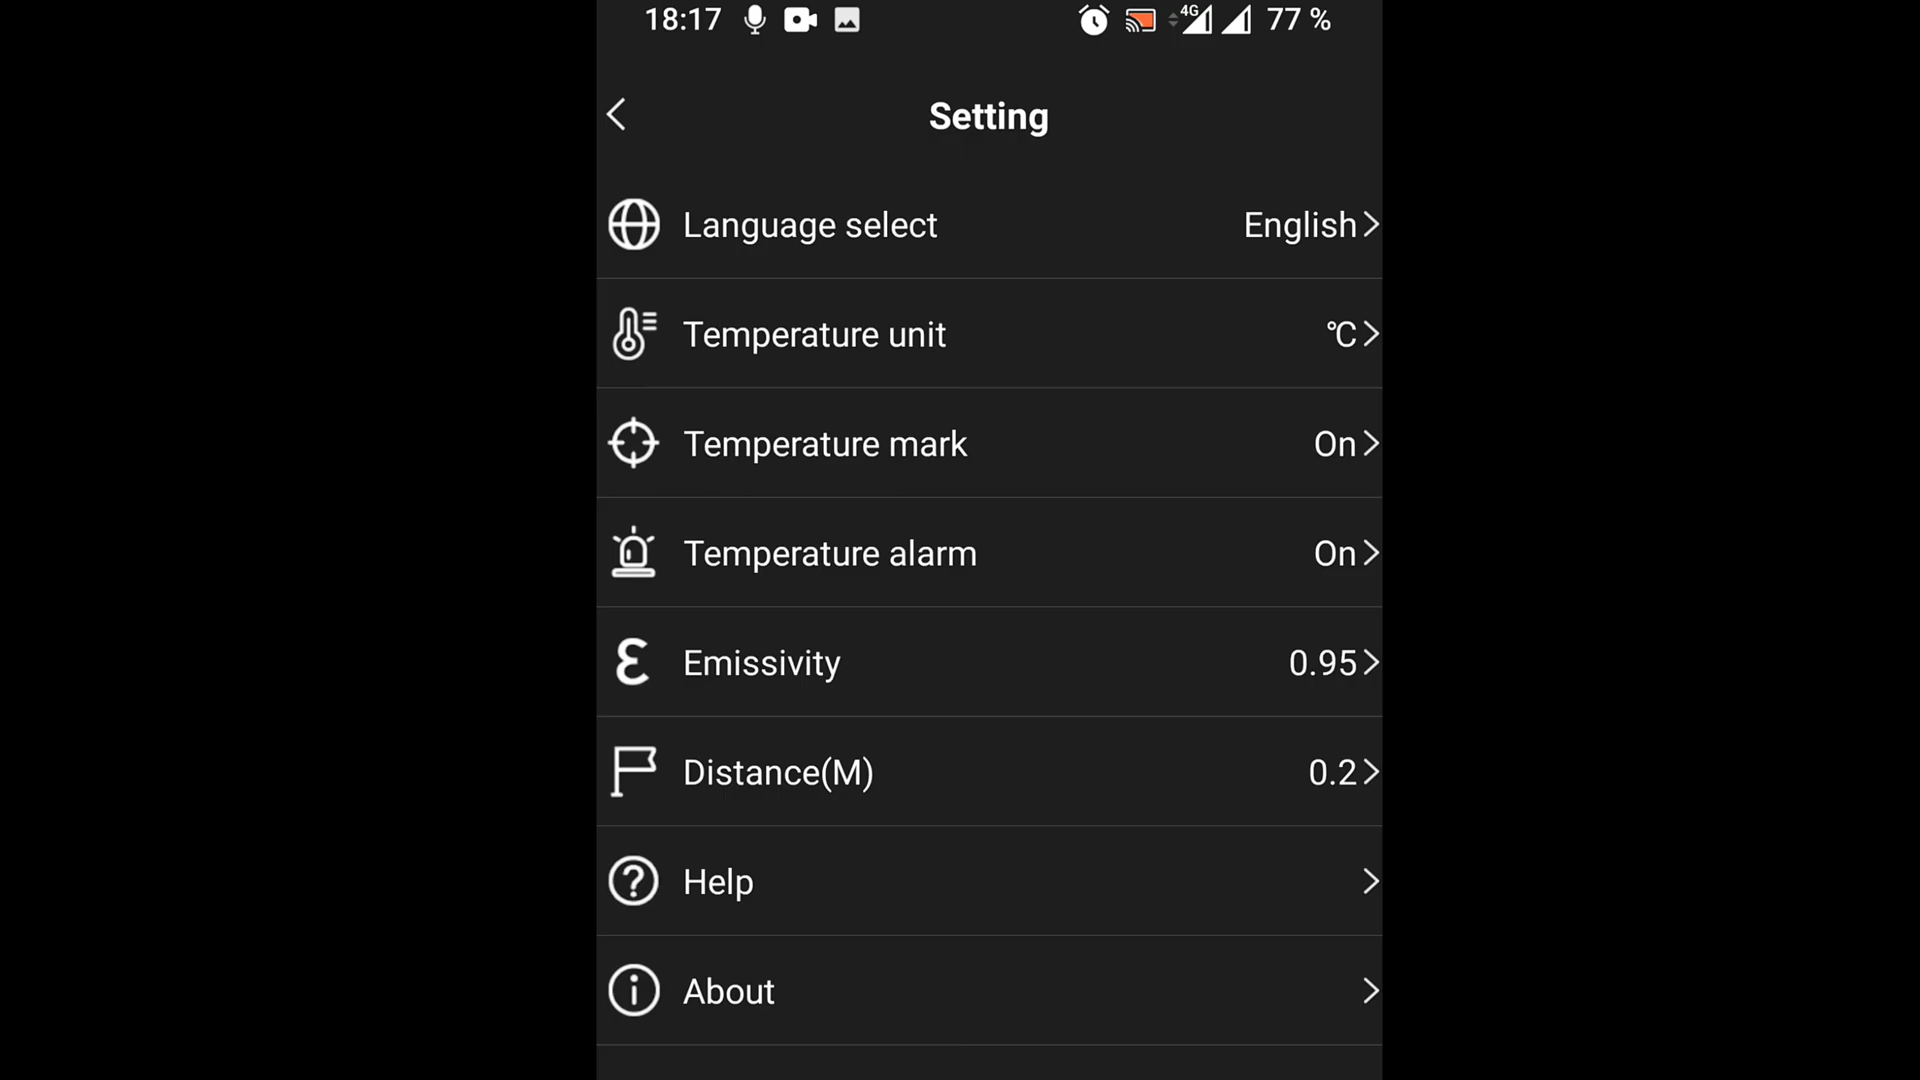 18:17 4G 77 %
Setting
Language select English
Temperature unit ℃
Temperature mark On
Temperature alarm On
Ɛ Emissivity 0.95
Distance(M) 0.2
Help
About